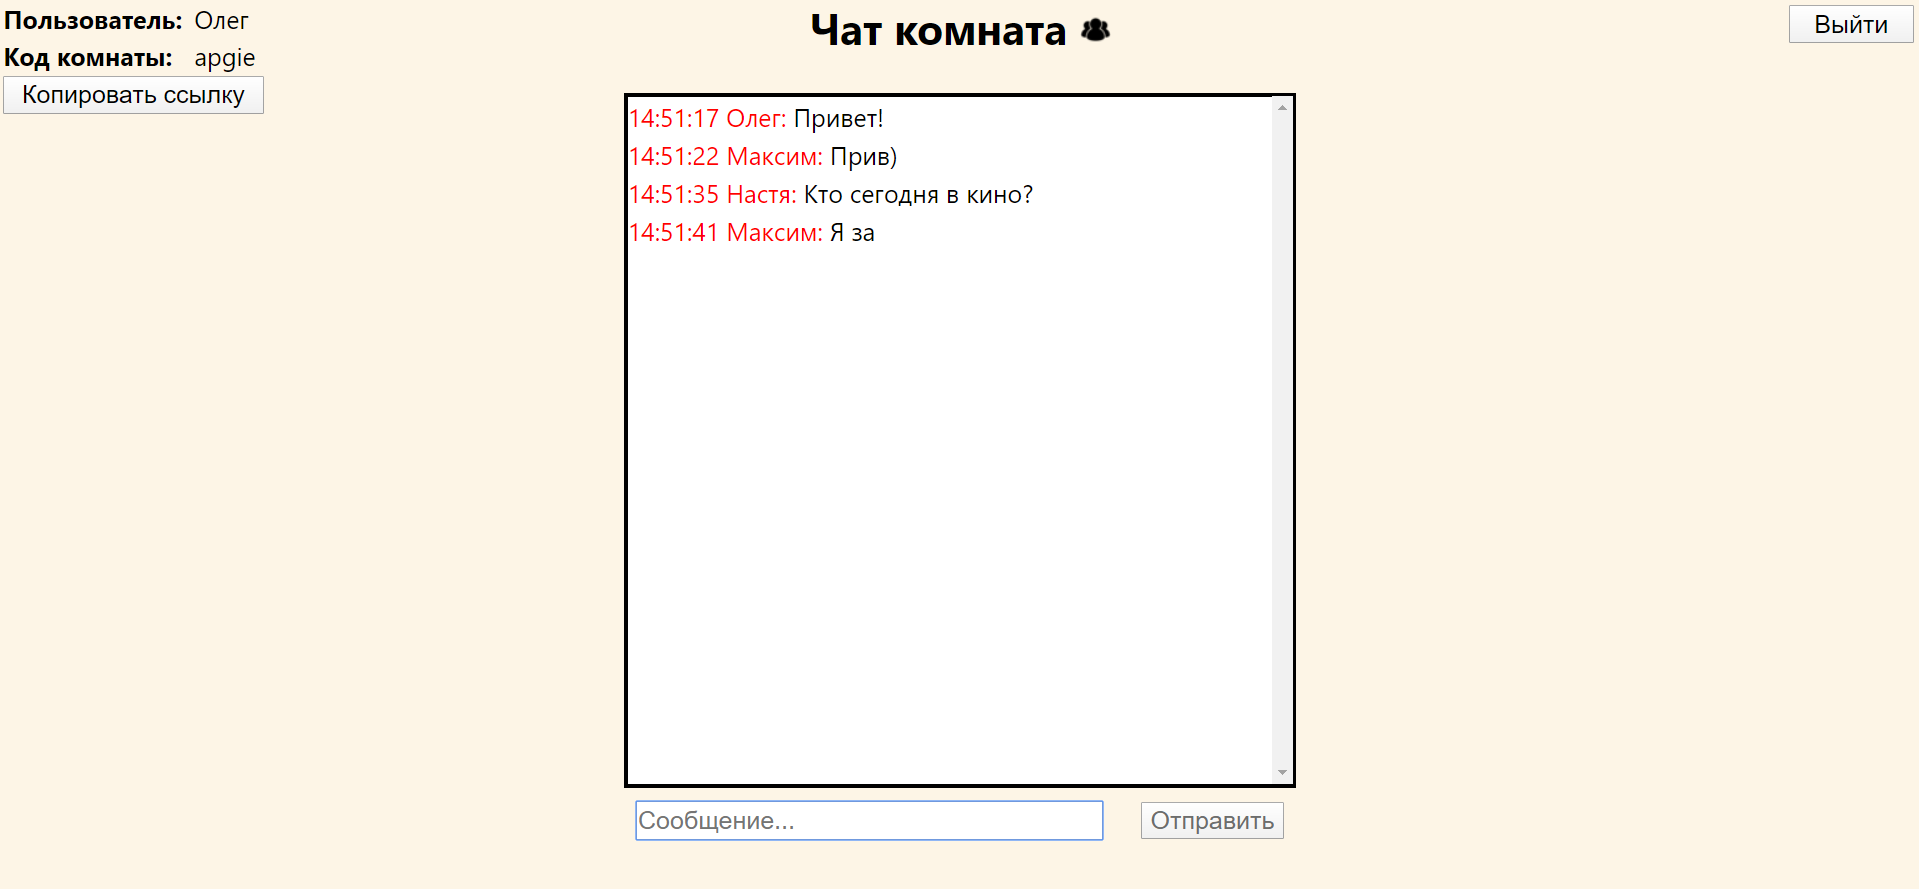 Пользователь: Олег
Код комнаты: apgie
Копировать ссылку
Чат комната
Выйти
14:51:17 Олег: Привет!
14:51:22 Максим: Прив)
14:51:35 Настя: Кто сегодня в кино?
14:51:41 Максим: Я за
Сообщение...
Отправить